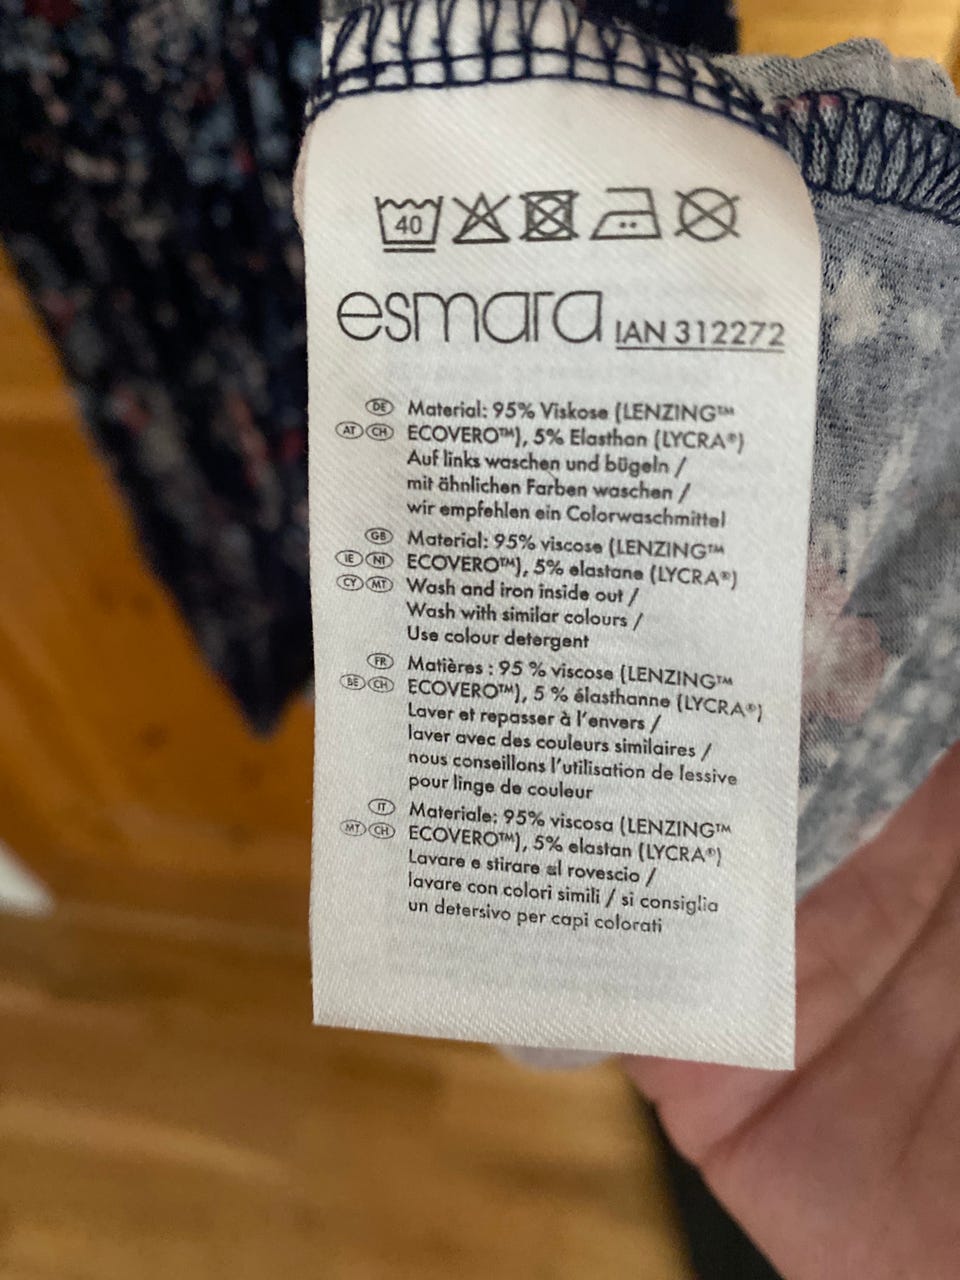 40
esmara IAN 312272
DE Material: 95% Viskose (LENZING™
AT CH ECOVERO™), 5% Elasthan (LYCRA®)
Auf links waschen und bügeln /
mit ähnlichen Farben waschen /
wir empfehlen ein Colorwaschmittel
GB Material: 95% viscose (LENZING™
IE NI ECOVERO™), 5% elastane (LYCRA®)
CY MT Wash and iron inside out /
Wash with similar colours /
Use colour detergent
FR Matières : 95 % viscose (LENZING™
BE CH ECOVERO™), 5 % élasthanne (LYCRA®)
Laver et repasser à l'envers /
laver avec des couleurs similaires /
nous conseillons l'utilisation de lessive
pour linge de couleur
IT Materiale: 95% viscosa (LENZING™
MT CH ECOVERO™), 5% elastan (LYCRA®)
Lavare e stirare al rovescio /
lavare con colori simili / si consiglia
un detersivo per capi colorati